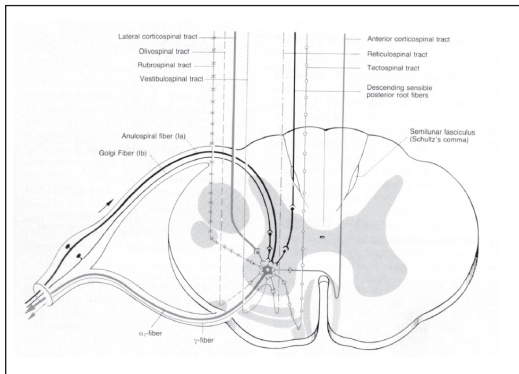 Lateral corticospinal tract
Olivospinal tract
Rubrospinal tract
Vestibulospinal tract
Anulospiral fiber (Ia)
Golgi Fiber (Ib)
Anterior corticospinal tract
Reticulospinal tract
Tectospinal tract
Descending sensible
posterior root fibers
Semilunar fasciculus
(Schultz's comma)
α₁-fiber
γ-fiber